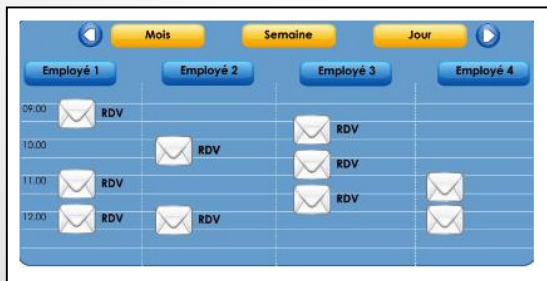 Mois Semaine Jour
Employé 1 Employé 2 Employé 3 Employé 4
09.00 RDV
RDV
10.00 RDV
RDV
11.00 RDV
RDV
12.00 RDV RDV